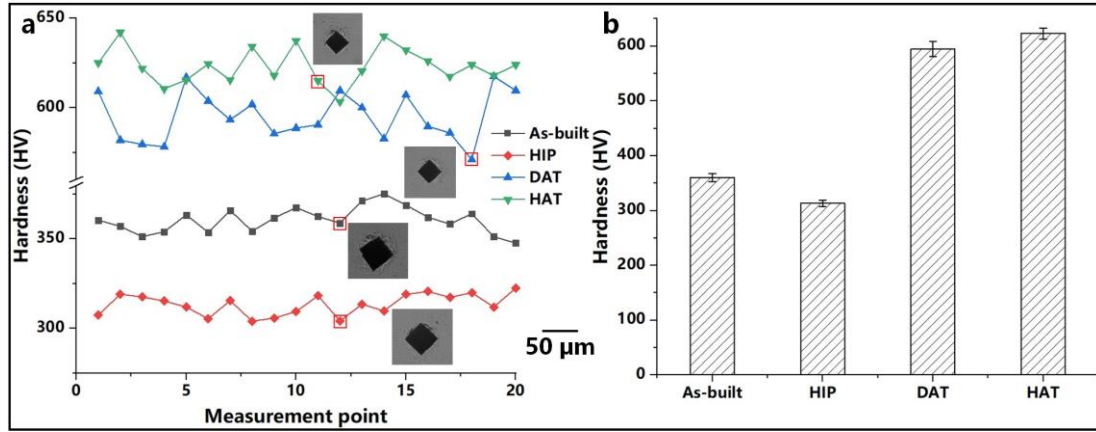 a
650
600
350
300
Hardness (HV)
0
5
10
15
20
Measurement point
As-built
HIP
DAT
HAT
50 µm
b
600
500
400
300
200
100
0
Hardness (HV)
As-built
HIP
DAT
HAT